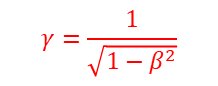 γ = 1 / √(1 − β²)